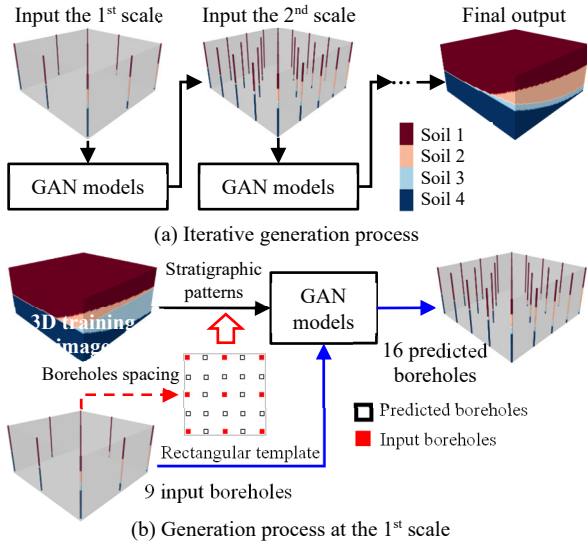 Input the 1st scale
Input the 2nd scale
Final output
...
GAN models
GAN models
Soil 1
Soil 2
Soil 3
Soil 4
(a) Iterative generation process
3D training
image
Stratigraphic
patterns
GAN
models
16 predicted
boreholes
Boreholes spacing
Predicted boreholes
Input boreholes
Rectangular template
9 input boreholes
(b) Generation process at the 1st scale